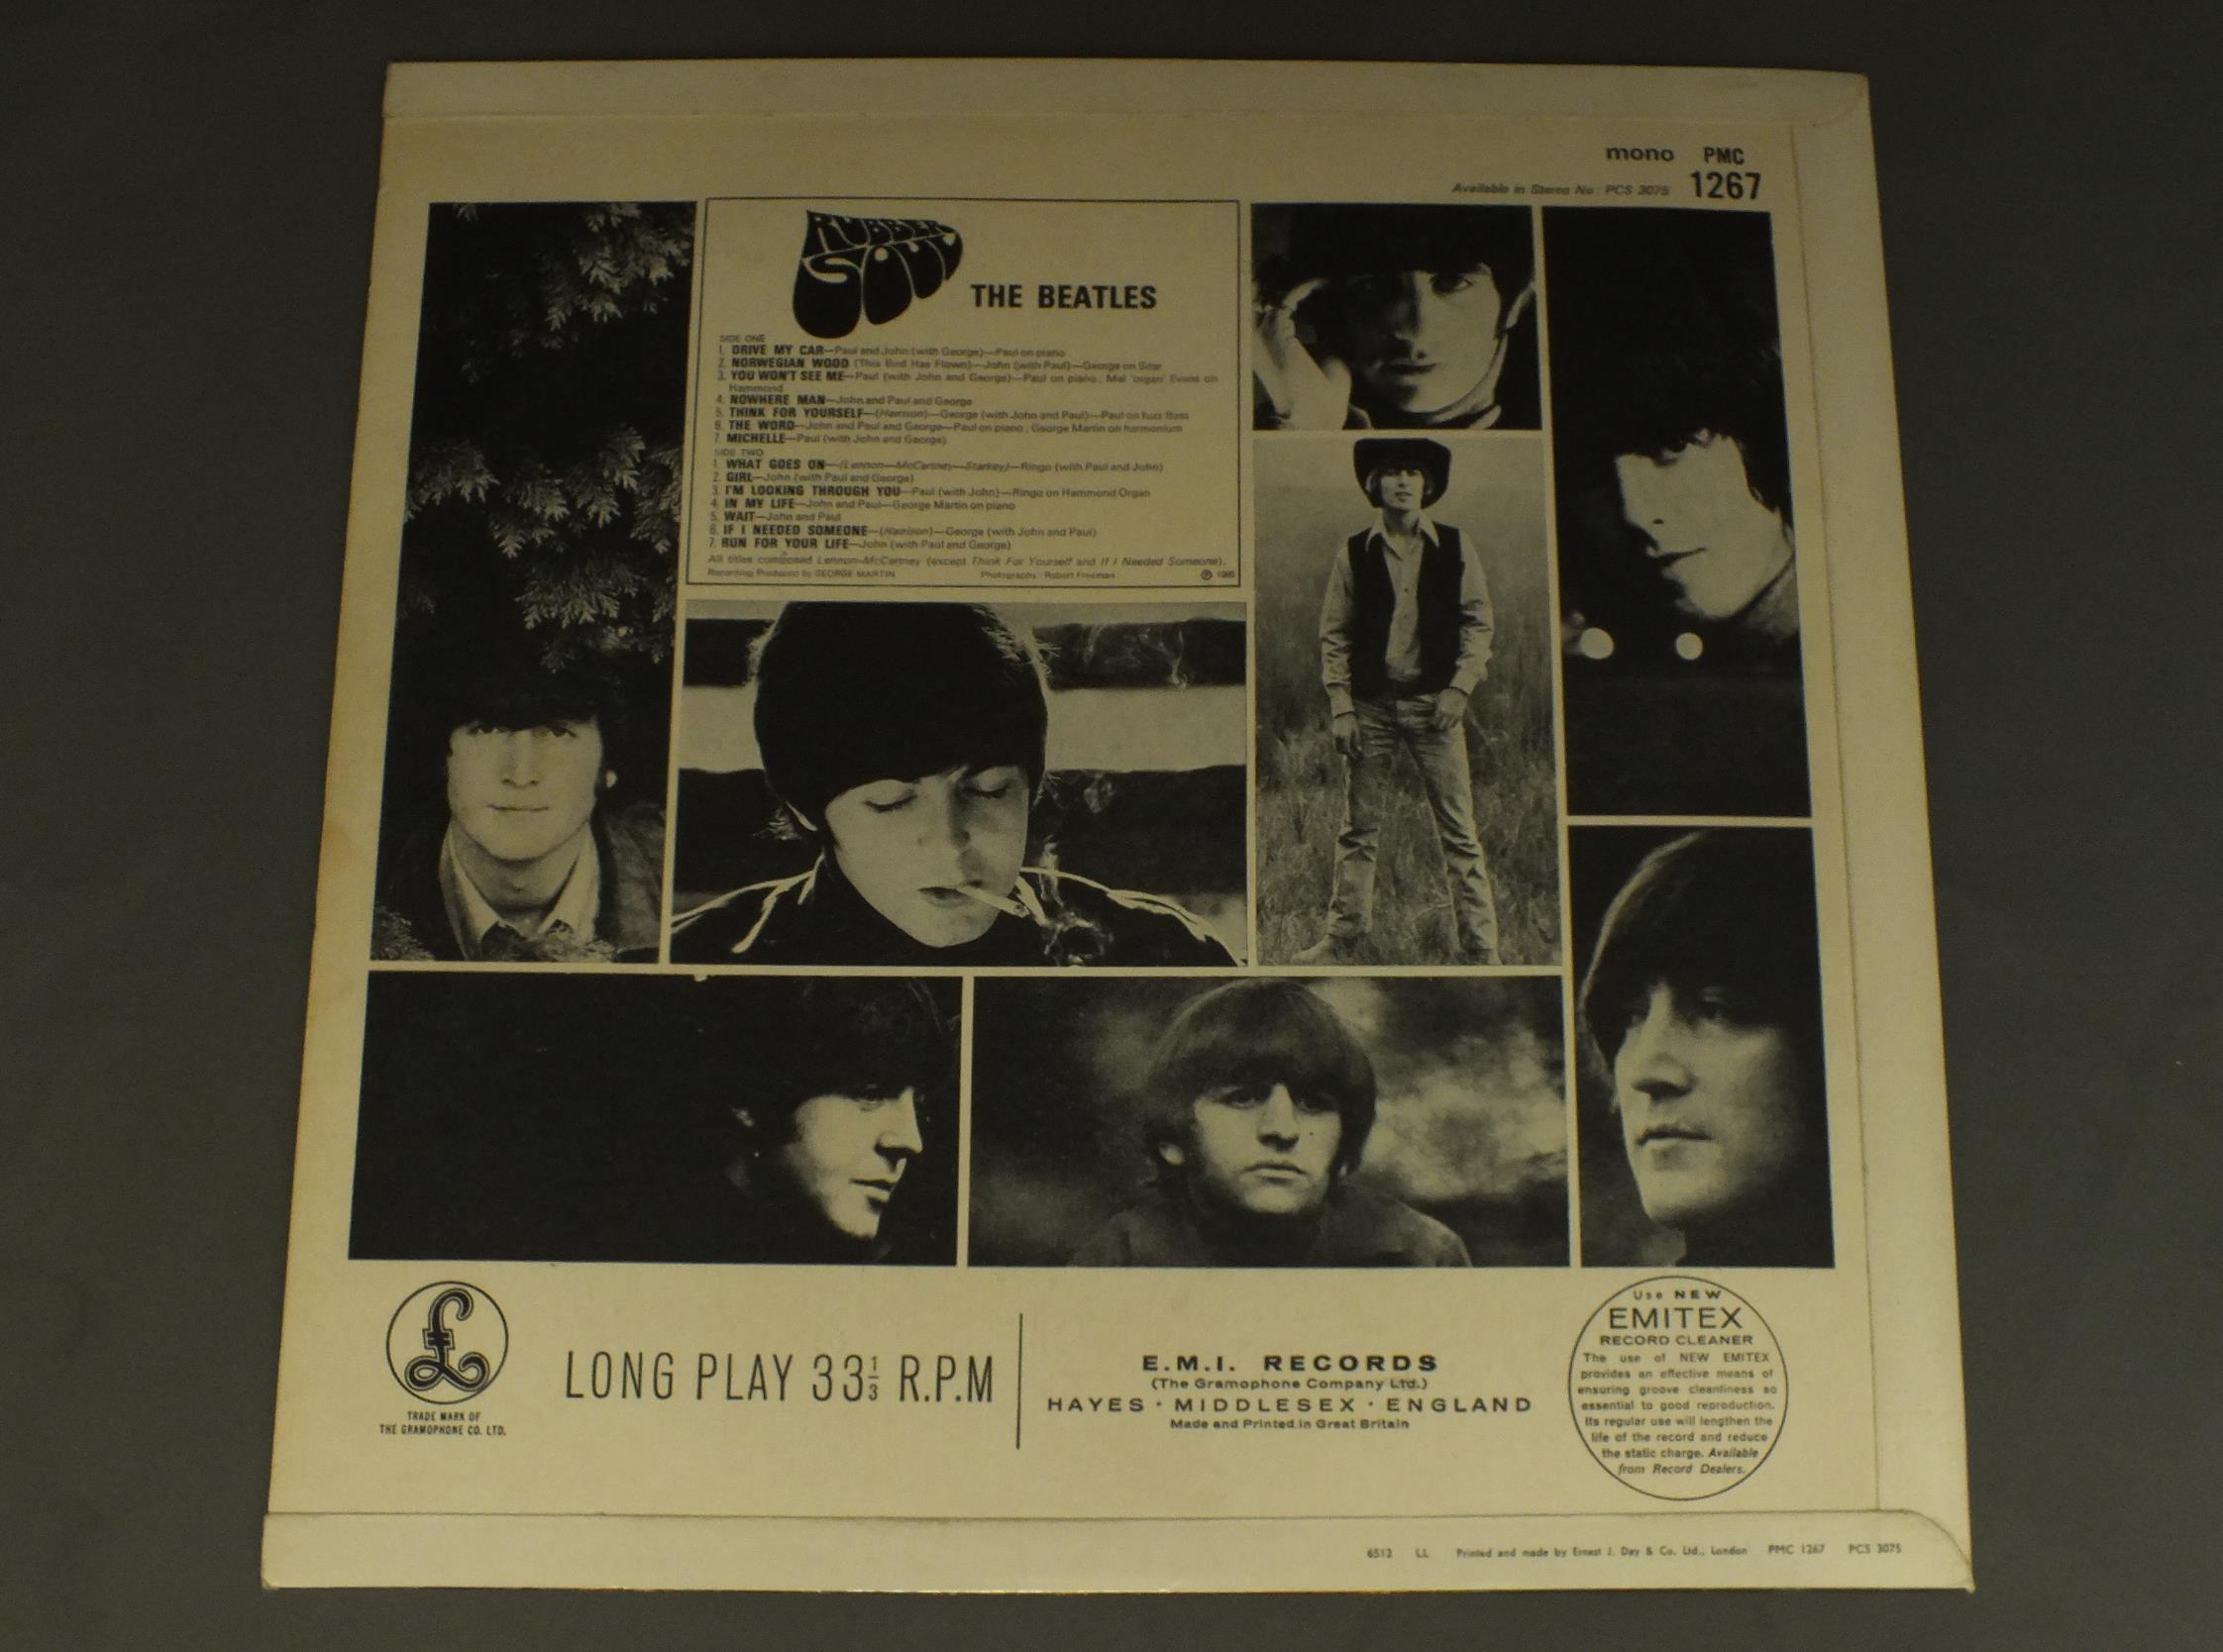 mono PMC
Available in Stereo No : PCS 3075 1267
RUBBER
SOUL
THE BEATLES
SIDE ONE
1. DRIVE MY CAR—Paul and John (with George)—Paul on piano
2. NORWEGIAN WOOD (This Bird Has Flown)—John (with Paul)—George on Sitar
3. YOU WON'T SEE ME—Paul (with John and George)—Paul on piano ; Mal 'organ' Evans on
Hammond
4. NOWHERE MAN—John and Paul and George
5. THINK FOR YOURSELF—(Harrison)—George (with John and Paul)—Paul on fuzz Bass
6. THE WORD—John and Paul and George—Paul on piano ; George Martin on harmonium
7. MICHELLE—Paul (with John and George)
SIDE TWO
1. WHAT GOES ON—(Lennon—McCartney—Starkey)—Ringo (with Paul and John)
2. GIRL—John (with Paul and George)
3. I'M LOOKING THROUGH YOU—Paul (with John)—Ringo on Hammond Organ
4. IN MY LIFE—John and Paul—George Martin on piano
5. WAIT—John and Paul
6. IF I NEEDED SOMEONE—(Harrison)—George (with John and Paul)
7. RUN FOR YOUR LIFE—John (with Paul and George)
All titles composed Lennon-McCartney (except Think For Yourself and If I Needed Someone).
Recording Produced by GEORGE MARTIN Photography : Robert Freeman ℗ 1965
£
TRADE MARK OF
THE GRAMOPHONE CO. LTD.
LONG PLAY 33⅓ R.P.M
E.M.I. RECORDS
(The Gramophone Company Ltd.)
HAYES · MIDDLESEX · ENGLAND
Made and Printed in Great Britain
Use NEW
EMITEX
RECORD CLEANER
The use of NEW EMITEX
provides an effective means of
ensuring groove cleanliness so
essential to good reproduction.
Its regular use will lengthen the
life of the record and reduce
the static charge. Available
from Record Dealers.
6512 LL Printed and made by Ernest J. Day & Co. Ltd., London PMC 1267 PCS 3075